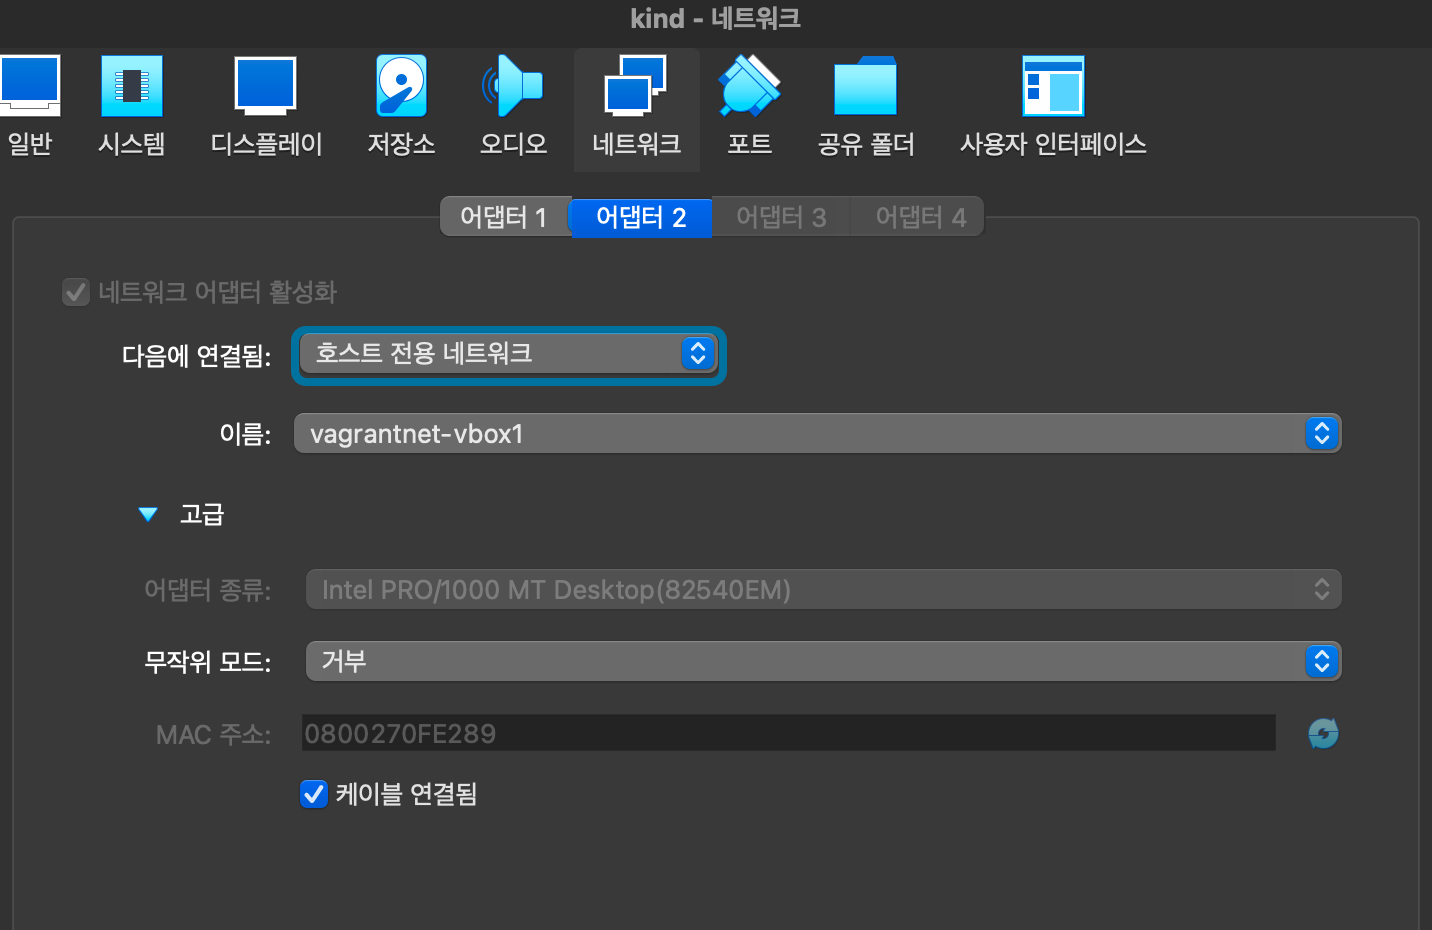 kind - 네트워크
일반 시스템 디스플레이 저장소 오디오 네트워크 포트 공유 폴더 사용자 인터페이스
어댑터 1 어댑터 2 어댑터 3 어댑터 4
네트워크 어댑터 활성화
다음에 연결됨: 호스트 전용 네트워크
이름: vagrantnet-vbox1
고급
어댑터 종류: Intel PRO/1000 MT Desktop(82540EM)
무작위 모드: 거부
MAC 주소: 0800270FE289
케이블 연결됨